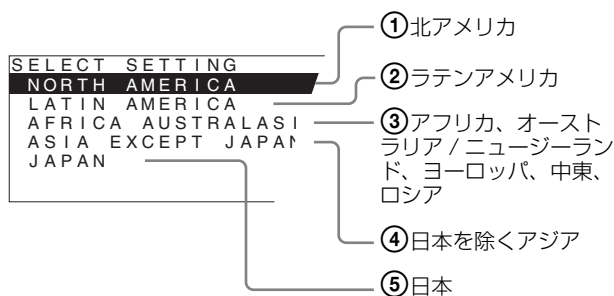 SELECT SETTING
NORTH AMERICA
LATIN AMERICA
AFRICA AUSTRALASI
ASIA EXCEPT JAPAN
JAPAN
①北アメリカ
②ラテンアメリカ
③アフリカ、オースト
ラリア / ニュージーラン
ド、ヨーロッパ、中東、
ロシア
④日本を除くアジア
⑤日本